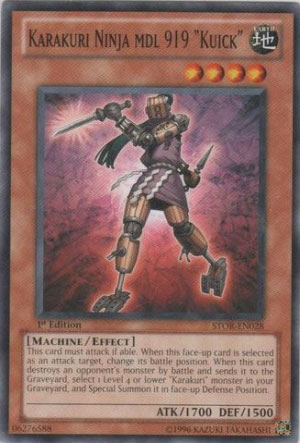 KARAKURI NINJA MDL 919 "KUICK"
EARTH
地
1st Edition
STOR-EN028
[MACHINE/EFFECT]
This card must attack if able. When this face-up card is selected
as an attack target, change its battle position. When this card
destroys an opponent's monster by battle and sends it to the
Graveyard, select 1 Level 4 or lower "Karakuri" monster in your
Graveyard, and Special Summon it in face-up Defense Position.
ATK/1700 DEF/1500
06276588
©1996 KAZUKI TAKAHASHI